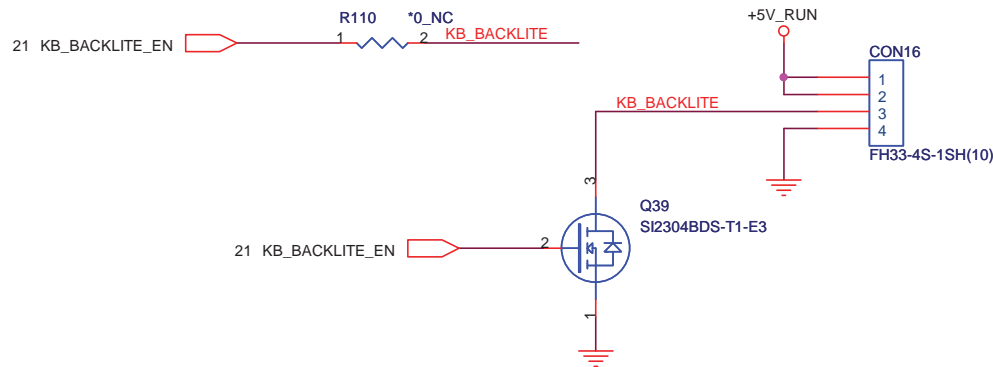 R110 *0_NC
+5V_RUN
21 KB_BACKLITE_EN
1 2
KB_BACKLITE
CON16
1
2
KB_BACKLITE
3
4
FH33-4S-1SH(10)
3
Q39
SI2304BDS-T1-E3
21 KB_BACKLITE_EN
2
1